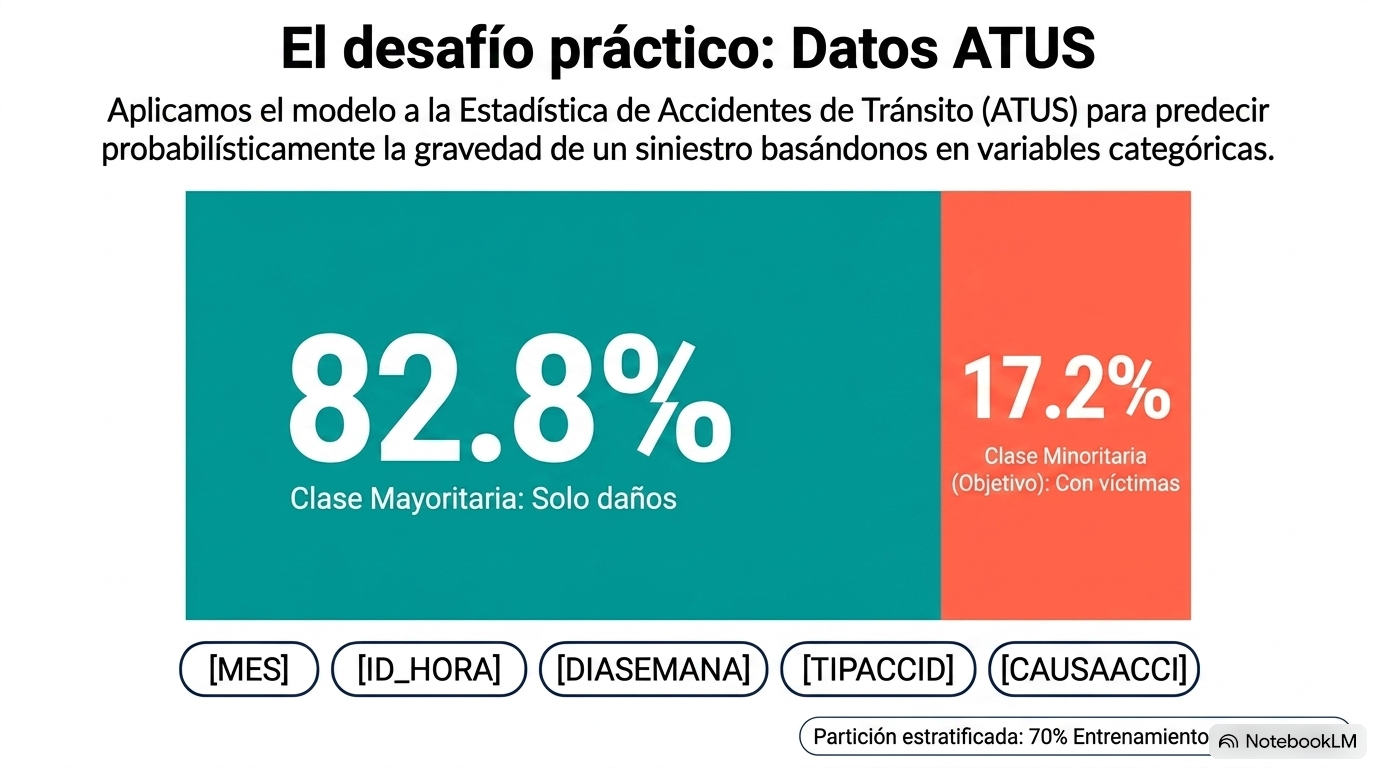 El desafío práctico: Datos ATUS
Aplicamos el modelo a la Estadística de Accidentes de Tránsito (ATUS) para predecir
probabilísticamente la gravedad de un siniestro basándonos en variables categóricas.
82.8%
Clase Mayoritaria: Solo daños
17.2%
Clase Minoritaria
(Objetivo): Con víctimas
[MES] [ID_HORA] [DIASEMANA] [TIPACCID] [CAUSAACCI]
Partición estratificada: 70% Entrenamiento
NotebookLM